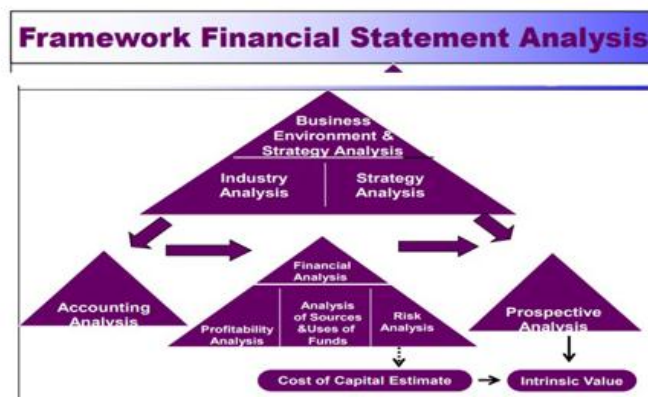 Framework Financial Statement Analysis
Business
Environment &
Strategy Analysis
Industry
Analysis
Strategy
Analysis
Accounting
Analysis
Financial
Analysis
Profitability
Analysis
Analysis
of Sources
&Uses of
Funds
Risk
Analysis
Prospective
Analysis
Cost of Capital Estimate
Intrinsic Value